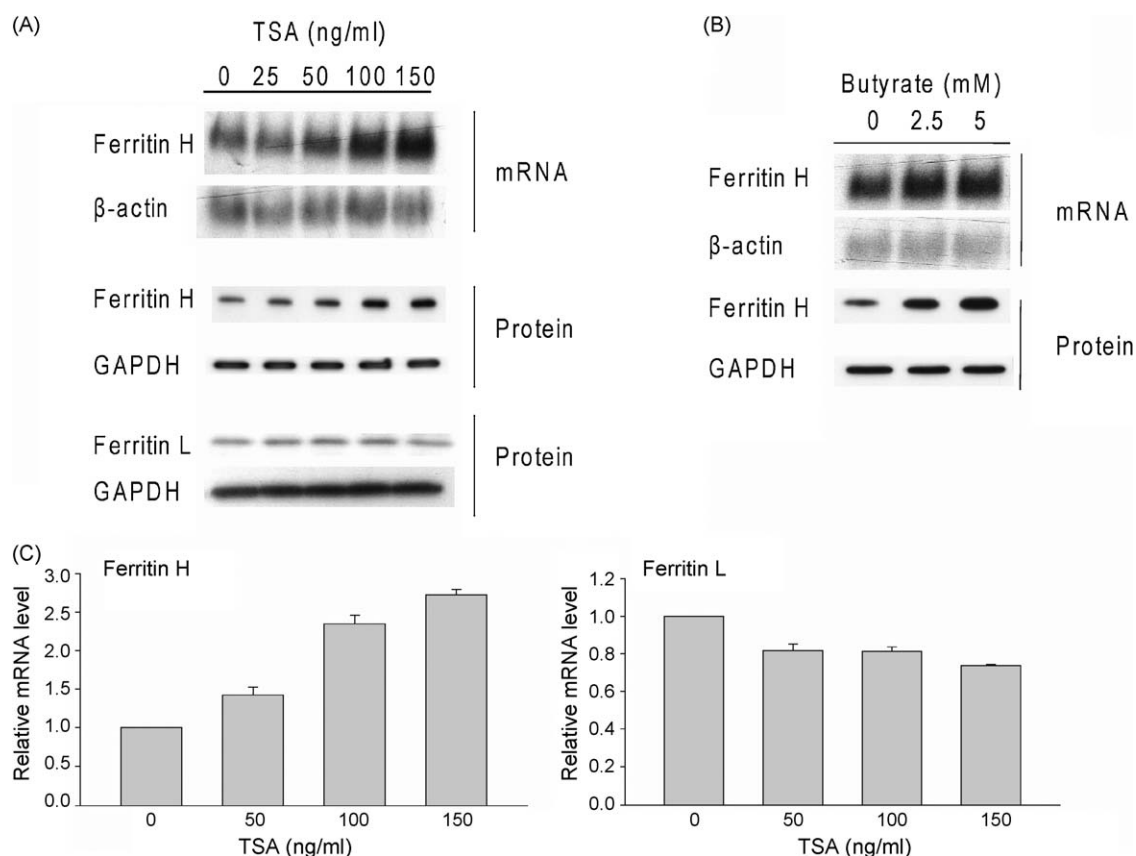 (A)
TSA (ng/ml)
0 25 50 100 150
Ferritin H
β-actin
mRNA
Ferritin H
GAPDH
Protein
Ferritin L
GAPDH
Protein
(B)
Butyrate (mM)
0 2.5 5
Ferritin H
β-actin
mRNA
Ferritin H
GAPDH
Protein
(C)
Ferritin H
Relative mRNA level
3.0
2.5
2.0
1.5
1.0
0.5
0.0
0 50 100 150
TSA (ng/ml)
Ferritin L
Relative mRNA level
1.2
1.0
0.8
0.6
0.4
0.2
0.0
0 50 100 150
TSA (ng/ml)